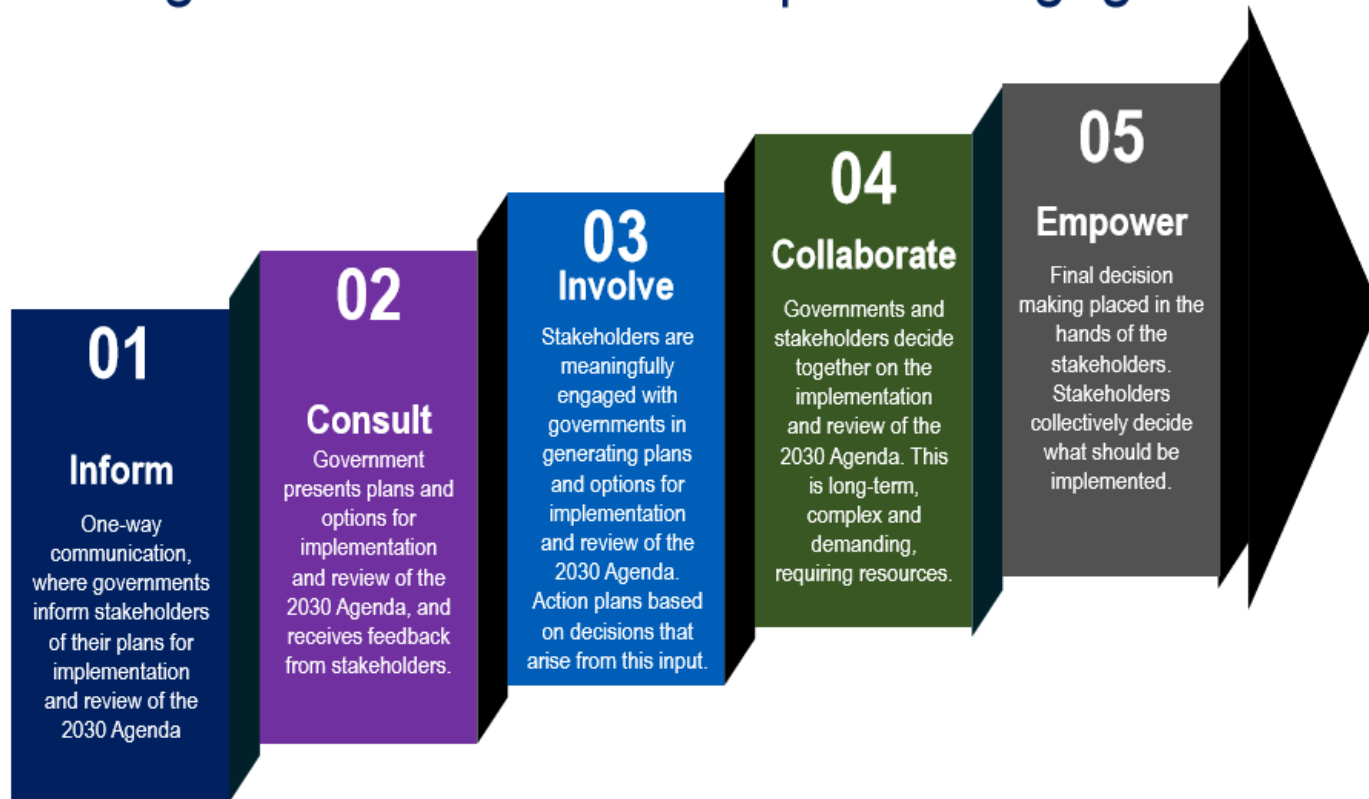 01
Inform
One-way
communication,
where governments
inform stakeholders
of their plans for
implementation
and review of the
2030 Agenda
02
Consult
Government
presents plans and
options for
implementation
and review of the
2030 Agenda, and
receives feedback
from stakeholders.
03
Involve
Stakeholders are
meaningfully
engaged with
governments in
generating plans
and options for
implementation
and review of the
2030 Agenda.
Action plans based
on decisions that
arise from this input.
04
Collaborate
Governments and
stakeholders decide
together on the
implementation
and review of the
2030 Agenda. This
is long-term,
complex and
demanding,
requiring resources.
05
Empower
Final decision
making placed in the
hands of the
stakeholders.
Stakeholders
collectively decide
what should be
implemented.